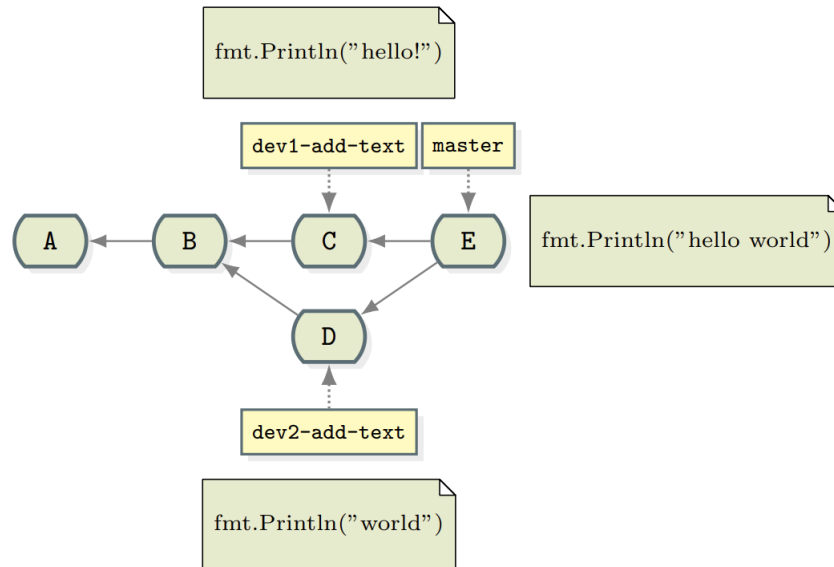 fmt.Println(”hello!”)
dev1-add-text master
A B C E
fmt.Println(”hello world”)
D
dev2-add-text
fmt.Println(”world”)